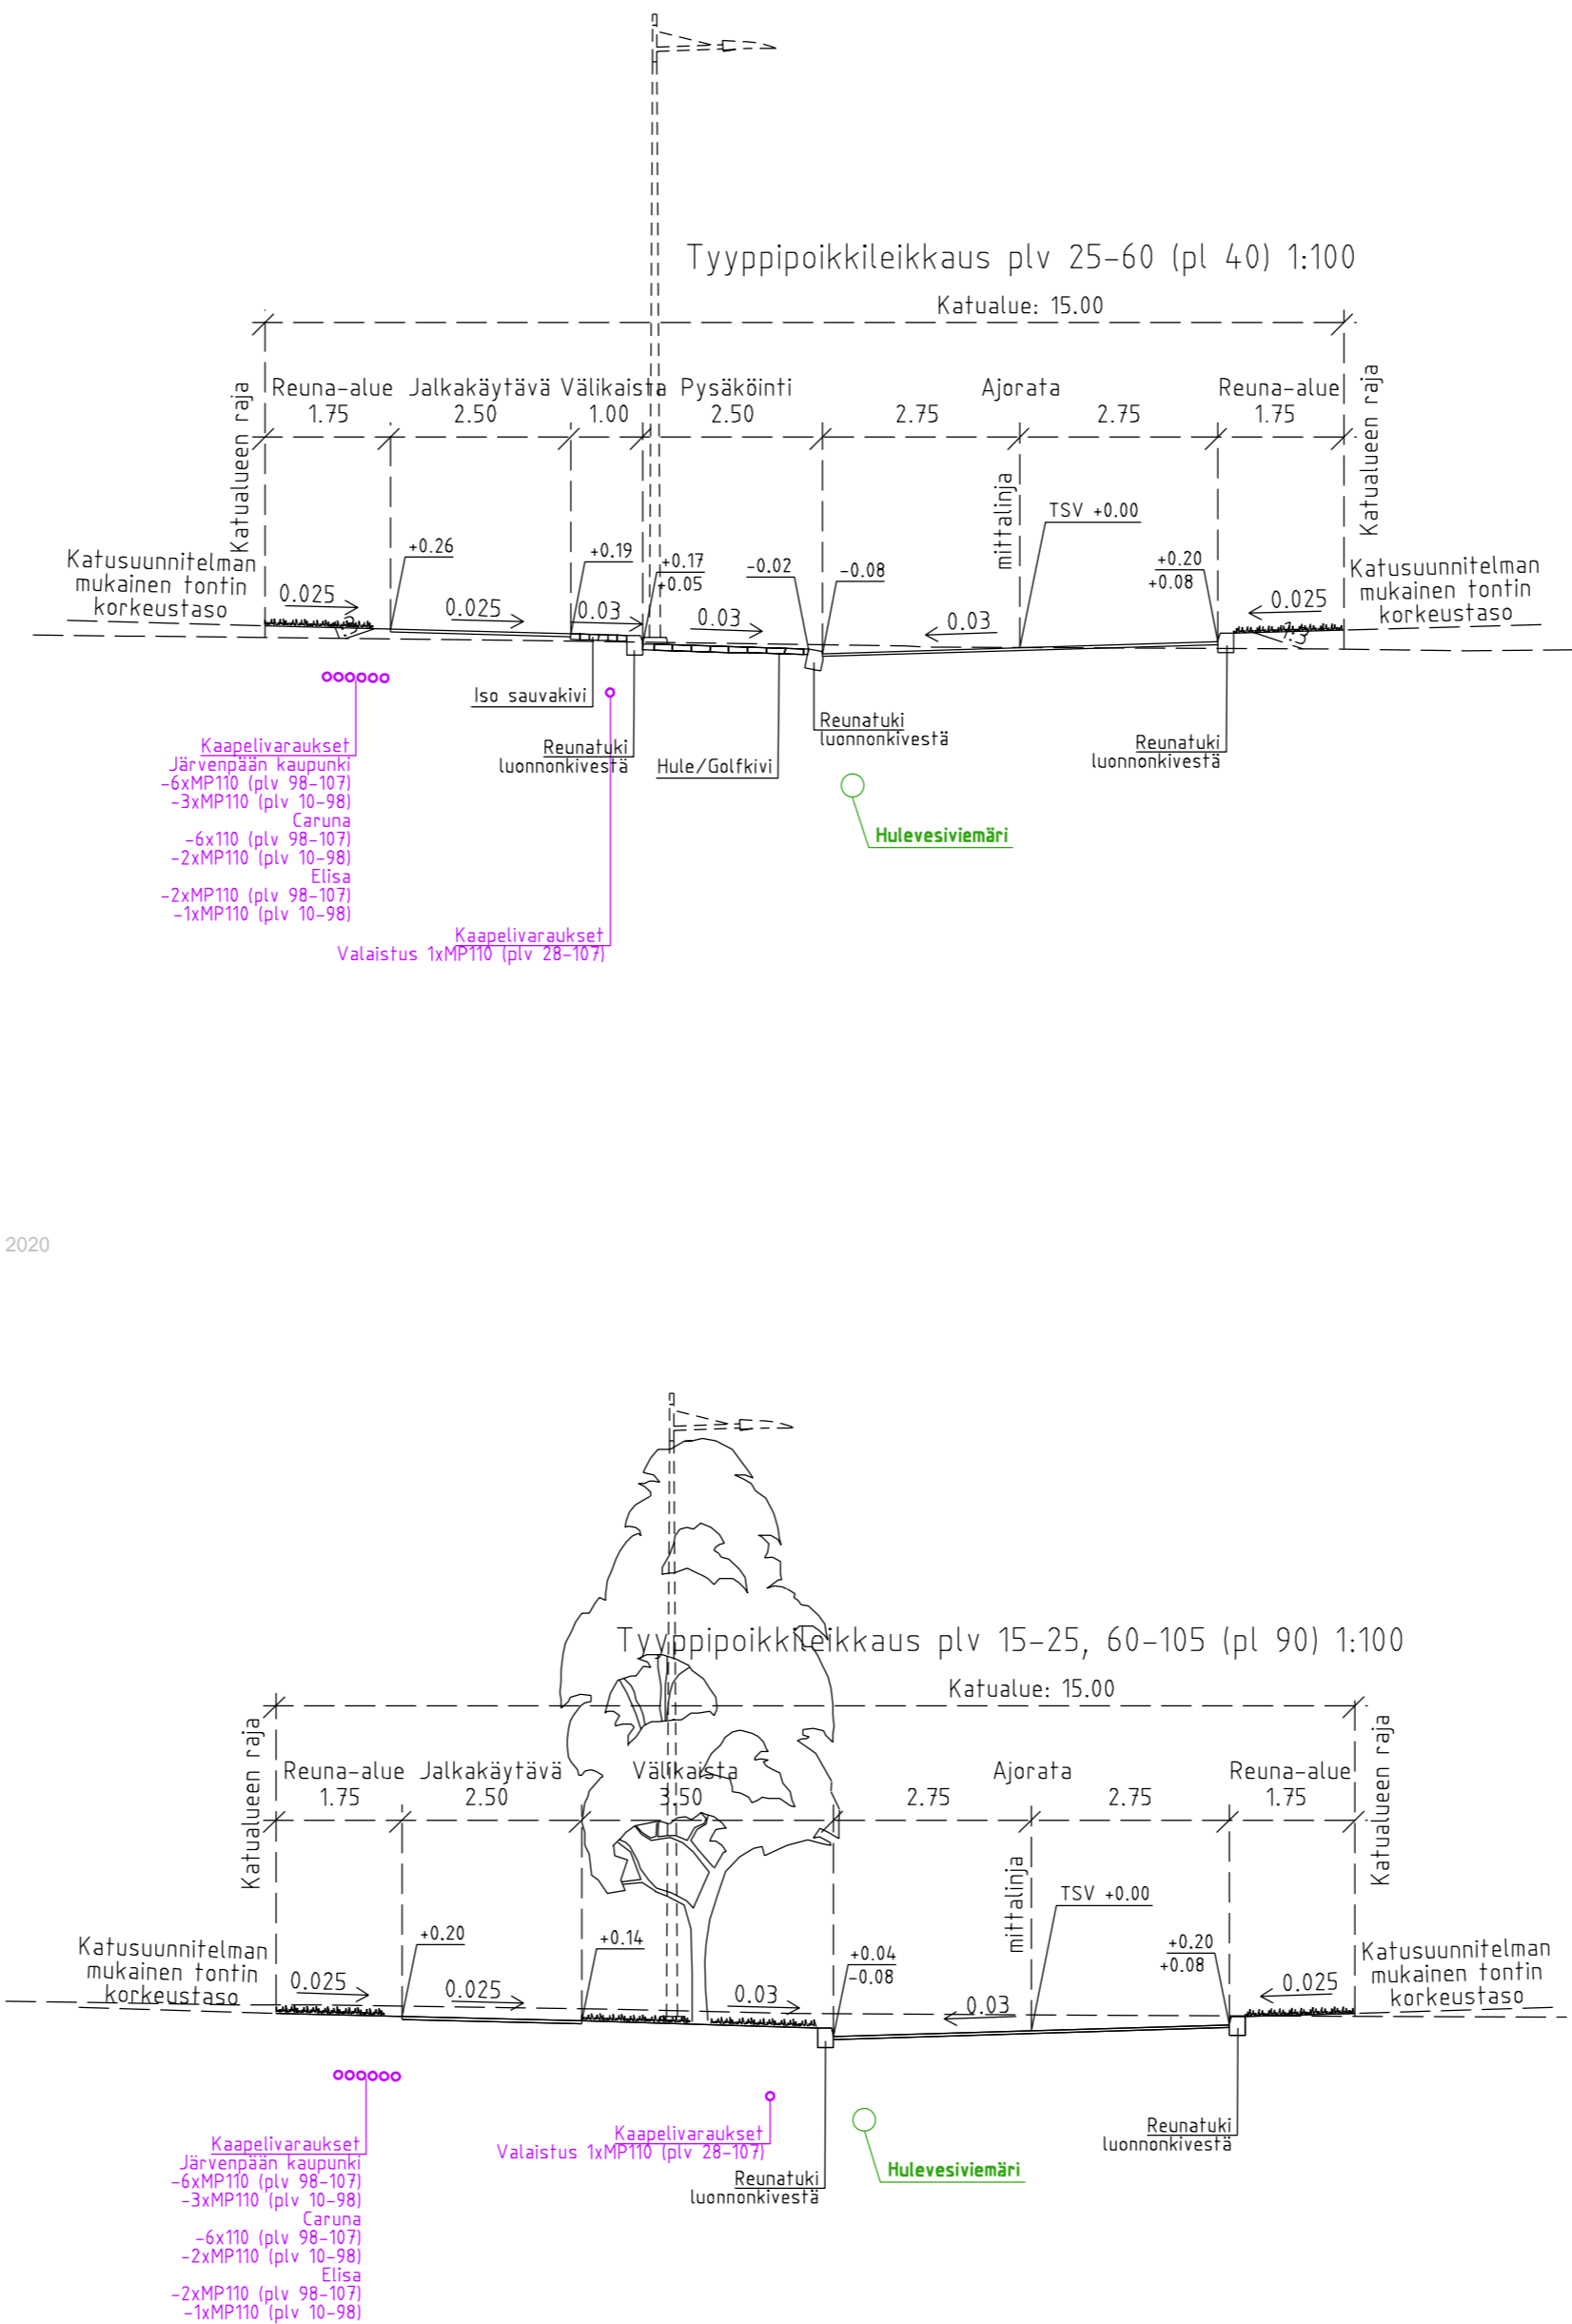 Tyyppipoikkileikkaus plv 25-60 (pl 40) 1:100
Katualue: 15.00
Katualueen raja
Reuna-alue
1.75
Jalkakäytävä
2.50
Välikaista
1.00
Pysäköinti
2.50
Ajorata
2.75
2.75
Reuna-alue
1.75
Katualueen raja
mittalinja
TSV +0.00
Katusuunnitelman
mukainen tontin
korkeustaso
0.025
1:3
+0.26
0.025
+0.19
0.03
+0.17
+0.05
0.03
-0.02
-0.08
0.03
+0.20
+0.08
0.025
1:3
Katusuunnitelman
mukainen tontin
korkeustaso
Iso sauvakivi
Reunatuki
luonnonkivestä
Hule/Golfkivi
Reunatuki
luonnonkivestä
Reunatuki
luonnonkivestä
Hulevesiviemäri
Kaapelivaraukset
Järvenpään kaupunki
-6xMP110 (plv 98-107)
-3xMP110 (plv 10-98)
Caruna
-6x110 (plv 98-107)
-2xMP110 (plv 10-98)
Elisa
-2xMP110 (plv 98-107)
-1xMP110 (plv 10-98)
Kaapelivaraukset
Valaistus 1xMP110 (plv 28-107)
2020
Tyyppipoikkileikkaus plv 15-25, 60-105 (pl 90) 1:100
Katualue: 15.00
Katualueen raja
Reuna-alue
1.75
Jalkakäytävä
2.50
Välikaista
3.50
Ajorata
2.75
2.75
Reuna-alue
1.75
Katualueen raja
mittalinja
TSV +0.00
Katusuunnitelman
mukainen tontin
korkeustaso
0.025
+0.20
0.025
+0.14
0.03
+0.04
-0.08
0.03
+0.20
+0.08
0.025
Katusuunnitelman
mukainen tontin
korkeustaso
Kaapelivaraukset
Valaistus 1xMP110 (plv 28-107)
Reunatuki
luonnonkivestä
Hulevesiviemäri
Reunatuki
luonnonkivestä
Kaapelivaraukset
Järvenpään kaupunki
-6xMP110 (plv 98-107)
-3xMP110 (plv 10-98)
Caruna
-6x110 (plv 98-107)
-2xMP110 (plv 10-98)
Elisa
-2xMP110 (plv 98-107)
-1xMP110 (plv 10-98)